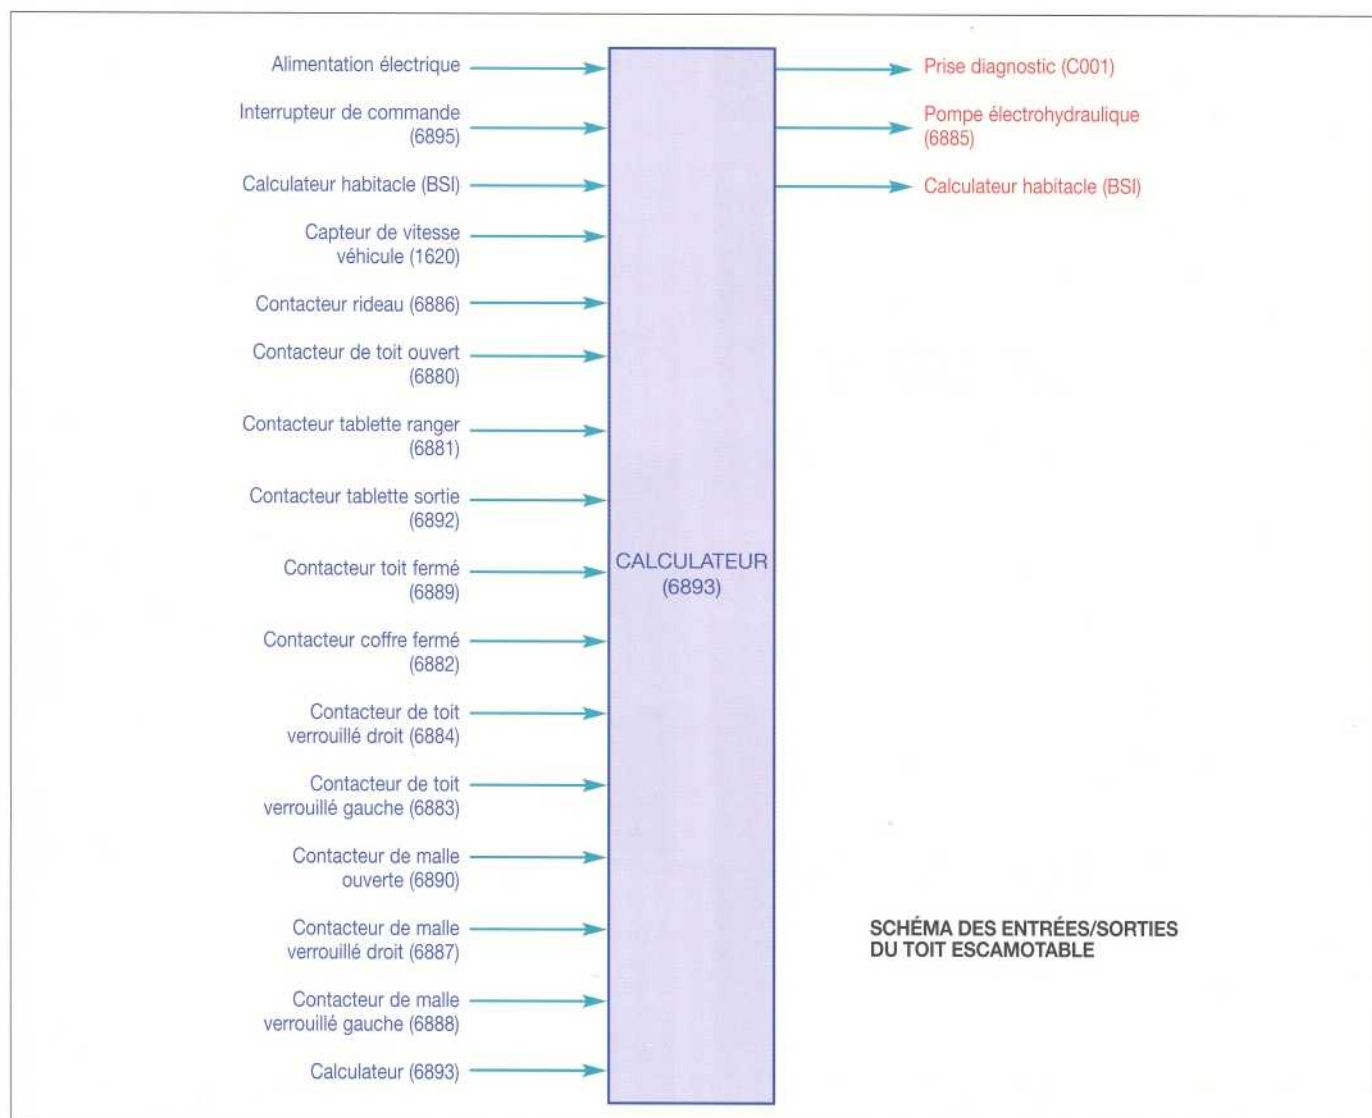 Alimentation électrique
Interrupteur de commande
(6895)
Calculateur habitacle (BSI)
Capteur de vitesse
véhicule (1620)
Contacteur rideau (6886)
Contacteur de toit ouvert
(6880)
Contacteur tablette ranger
(6881)
Contacteur tablette sortie
(6892)
Contacteur toit fermé
(6889)
Contacteur coffre fermé
(6882)
Contacteur de toit
verrouillé droit (6884)
Contacteur de toit
verrouillé gauche (6883)
Contacteur de malle
ouverte (6890)
Contacteur de malle
verrouillé droit (6887)
Contacteur de malle
verrouillé gauche (6888)
Calculateur (6893)
CALCULATEUR
(6893)
Prise diagnostic (C001)
Pompe électrohydraulique
(6885)
Calculateur habitacle (BSI)
SCHÉMA DES ENTRÉES/SORTIES
DU TOIT ESCAMOTABLE